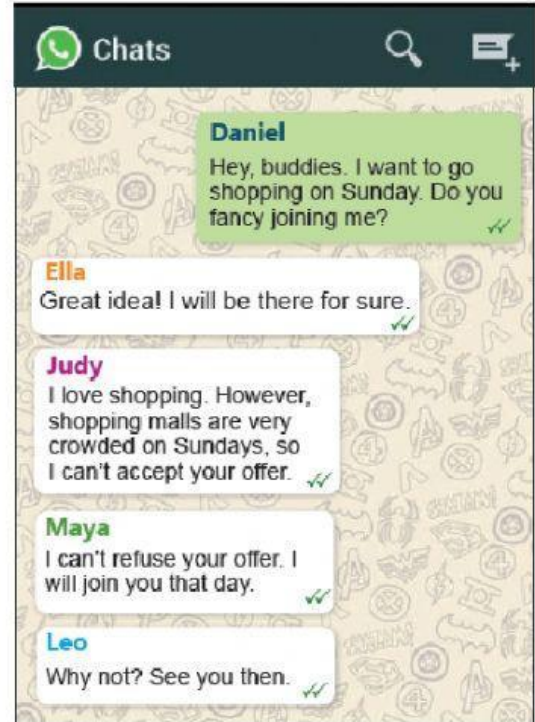 Chats
Daniel
Hey, buddies. I want to go
shopping on Sunday. Do you
fancy joining me?
Ella
Great idea! I will be there for sure.
Judy
I love shopping. However,
shopping malls are very
crowded on Sundays, so
I can't accept your offer.
Maya
I can't refuse your offer. I
will join you that day.
Leo
Why not? See you then.